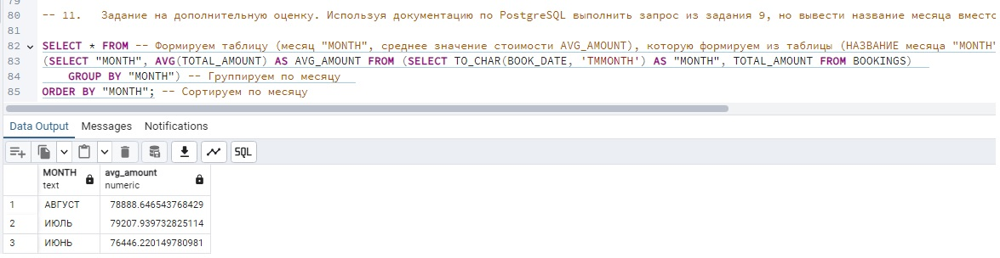 79
80 -- 11. Задание на дополнительную оценку. Используя документацию по PostgreSQL выполнить запрос из задания 9, но вывести название месяца вместо
81
82 SELECT * FROM -- Формируем таблицу (месяц "MONTH", среднее значение стоимости AVG_AMOUNT), которую формируем из таблицы (НАЗВАНИЕ месяца "MONTH"
83 (SELECT "MONTH", AVG(TOTAL_AMOUNT) AS AVG_AMOUNT FROM (SELECT TO_CHAR(BOOK_DATE, 'TMMONTH') AS "MONTH", TOTAL_AMOUNT FROM BOOKINGS)
84 GROUP BY "MONTH") -- Группируем по месяцу
85 ORDER BY "MONTH"; -- Сортируем по месяцу
Data Output Messages Notifications
SQL
MONTH avg_amount
text numeric
1 АВГУСТ 78888.646543768429
2 ИЮЛЬ 79207.939732825114
3 ИЮНЬ 76446.220149780981